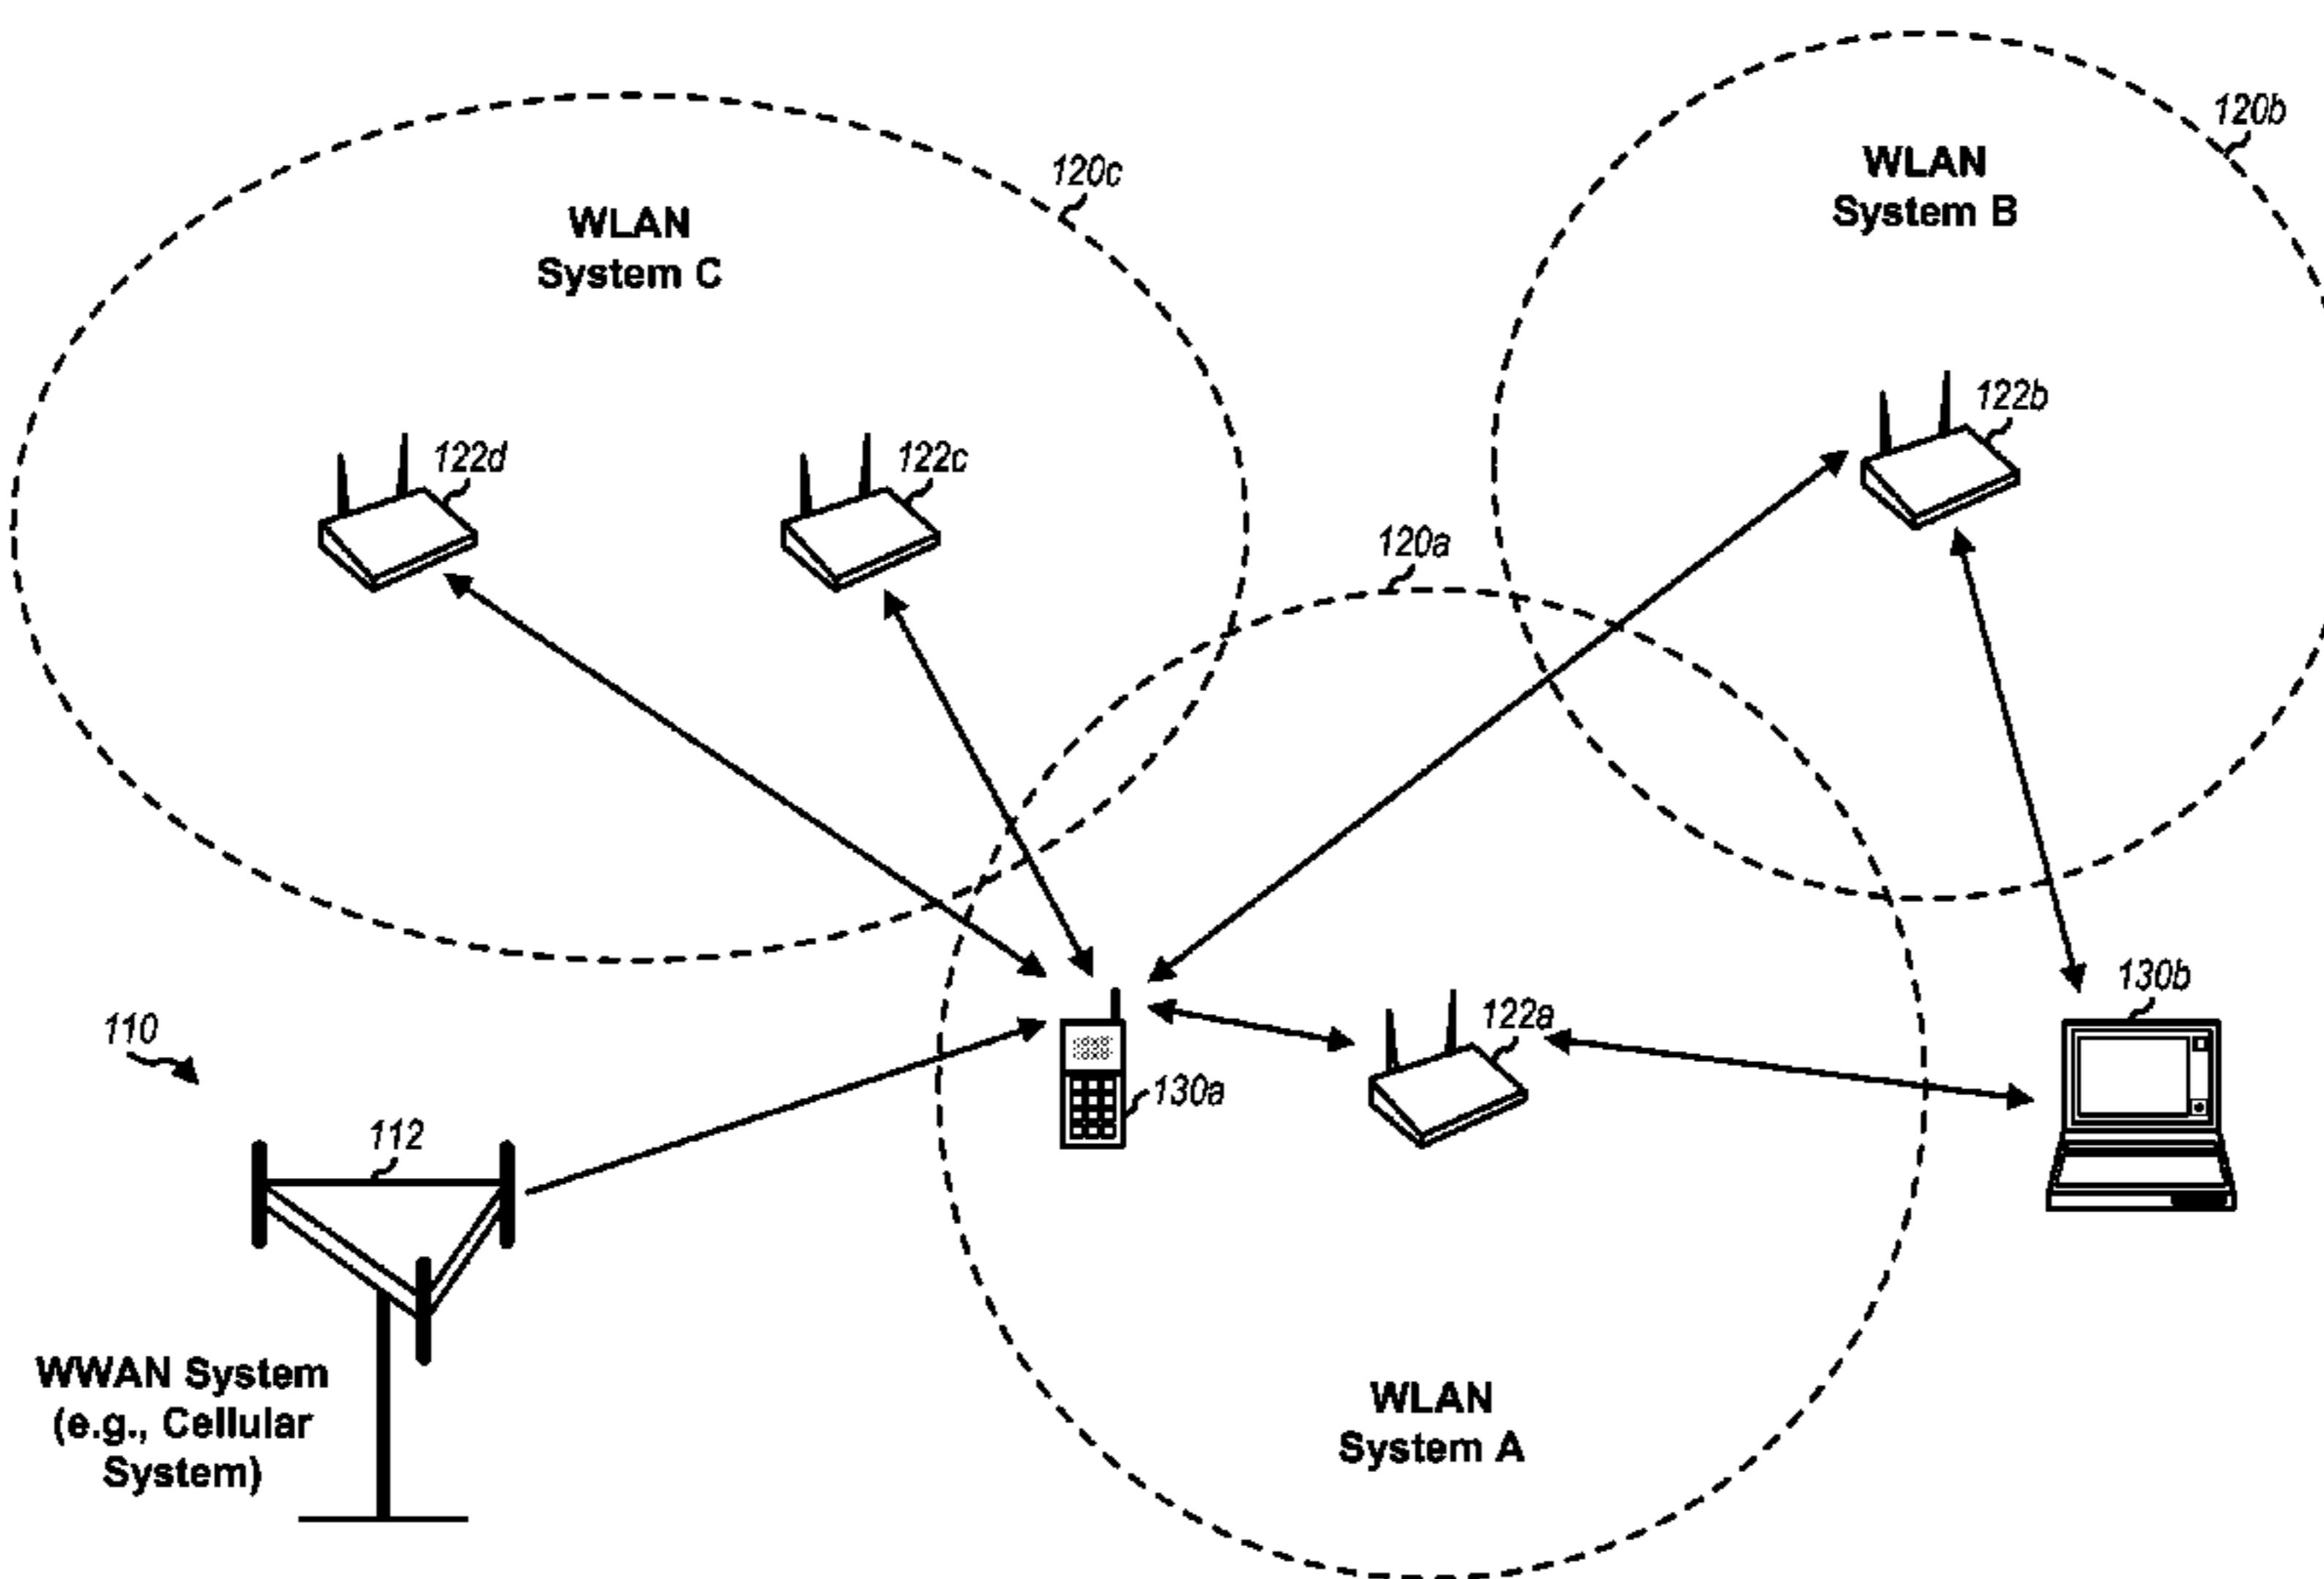 120b
WLAN
System B
120c
WLAN
System C
122b
122d
122c
120a
130b
122a
110
130a
112
WWAN System
(e.g., Cellular
System)
WLAN
System A